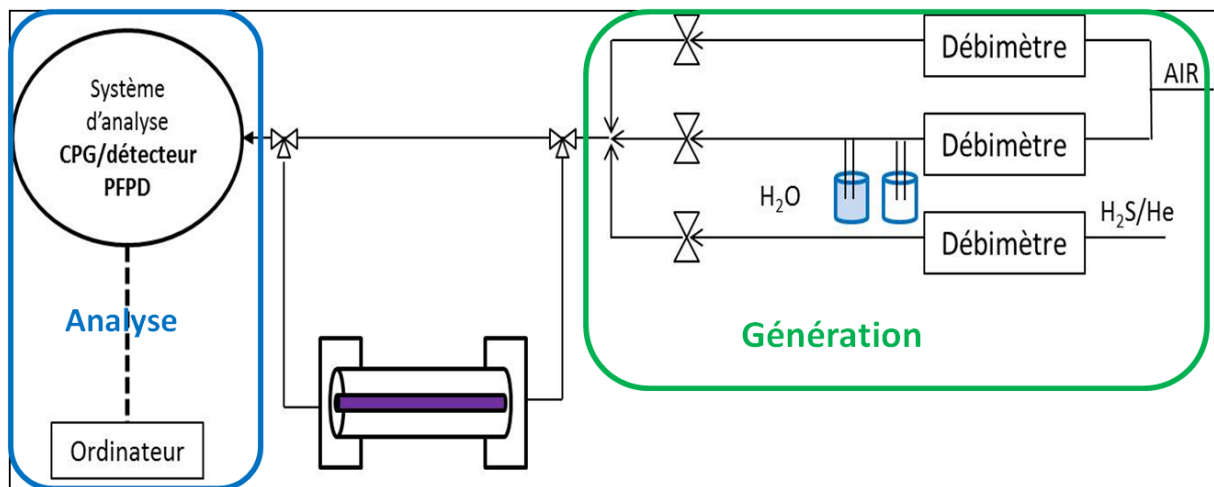 Système
d'analyse
CPG/détecteur
PFPD
Analyse
Ordinateur
Débimètre
AIR
Débimètre
H₂O
H₂S/He
Débimètre
Génération